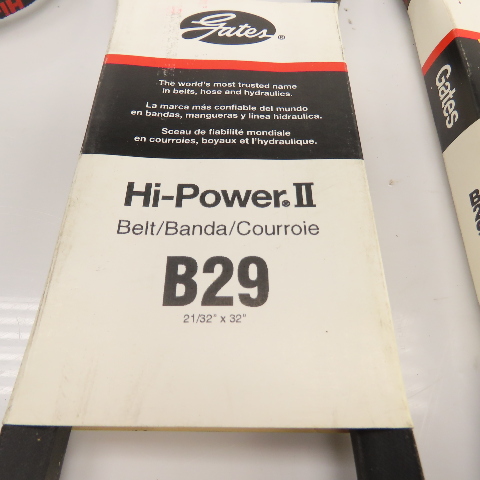 Gates®
The world's most trusted name
in belts, hose and hydraulics.
La marca más confiable del mundo
en bandas, mangueras y linea hidraulica.
Sceau de fiabilité mondiale
en courroies, boyaux et l'hydraulique.
Hi-Power®II
Belt/Banda/Courroie
B29
21/32" x 32"
Gates